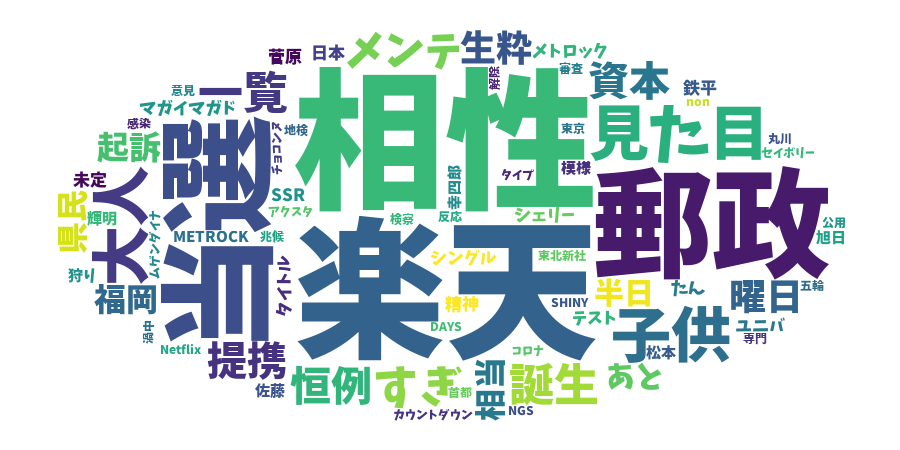 菅原
日本
メンテ
生粋
メトロック
審査
解除
資本
鉄平
non
意見
一覧
マガイマガド
感染
起訴
当選
地検
チョコンヌ
相性
東京
見た目
丸川
セイボリー
未定
大人
県民
輝明
ムゲンダイナ
SSR
アクスタ
幸四郎
タイプ
模様
郵政
METROCK
兆候
検察
反応
シェリー
公用
旭日
狩り
福岡
タイトル
楽天
シングル
東北新社
精神
SHINY
半日
たん
曜日
五輪
渦中
Netflix
提携
DAYS
テスト
子供
ユニバ
専門
松本
コロナ
佐藤
恒例
すぎ
首都
相当
誕生
あと
カウントダウン
NGS